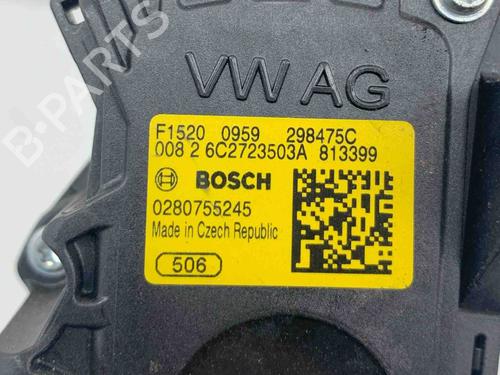 B-PARTS
VW AG
F1520 0959 298475C
008 2 6C2723503A 813399
BOSCH
0280755245
Made in Czech Republic
506